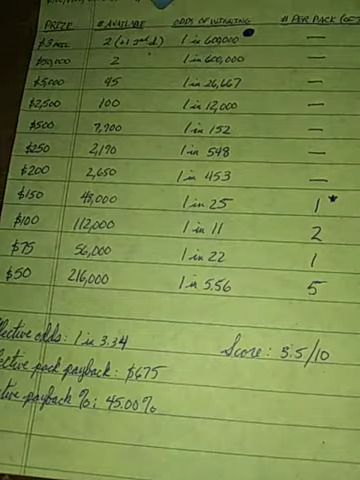 PRIZE # AVAILABLE ODDS OF WINNING # PER PACK (OF
$3 MIL 2 (+1 2nd ch.) 1 in 600,000 —
$50,000 2 1 in 600,000 —
$5,000 45 1 in 26,667 —
$2,500 100 1 in 12,000 —
$500 7,900 1 in 152 —
$250 2,190 1 in 548 —
$200 2,650 1 in 453 —
$150 48,000 1 in 25 1*
$100 112,000 1 in 11 2
$75 56,000 1 in 22 1
$50 216,000 1 in 5.56 5
fective odds: 1 in 3.34
Score: 3.5/10
ective pack payback: $675
tive payback %: 45.00%